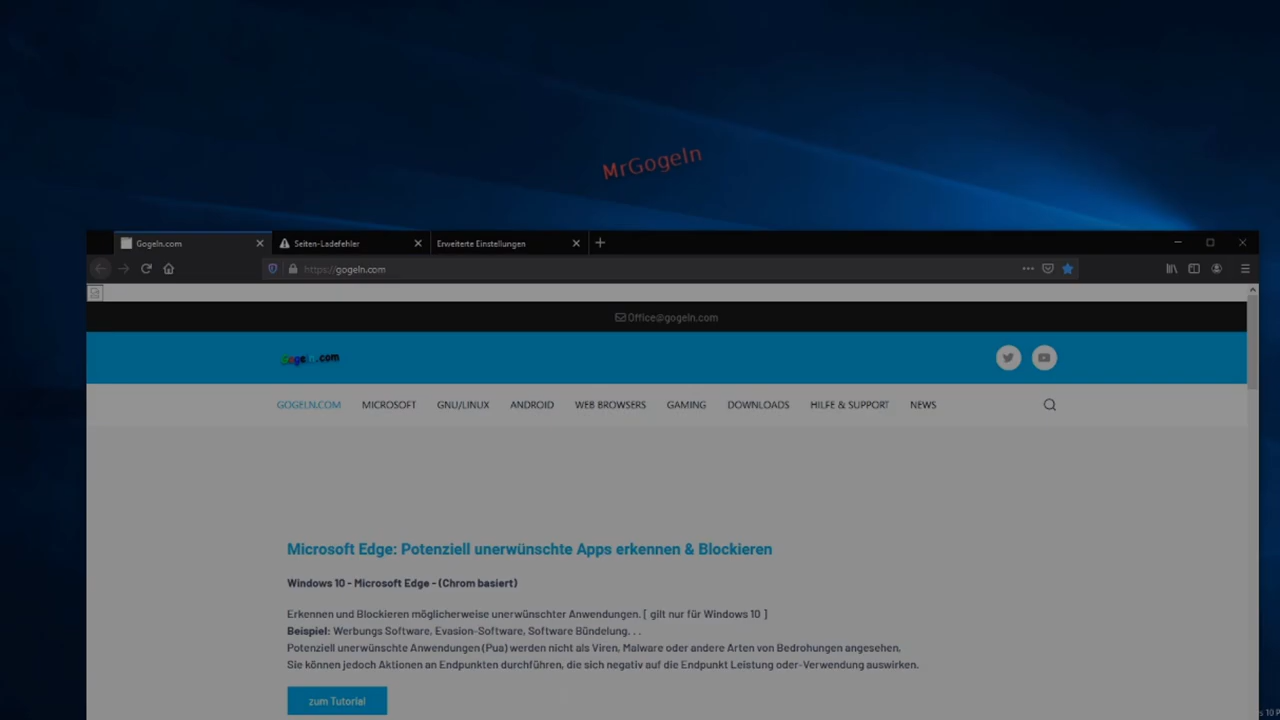 MrGogeln
Gogeln.com
Seiten-Ladefehler
Erweiterte Einstellungen
https://gogeln.com
Office@gogeln.com
Gogeln.com
GOGELN.COM MICROSOFT GNU/LINUX ANDROID WEB BROWSERS GAMING DOWNLOADS HILFE & SUPPORT NEWS
Microsoft Edge: Potenziell unerwünschte Apps erkennen & Blockieren
Windows 10 - Microsoft Edge - (Chrom basiert)
Erkennen und Blockieren möglicherweise unerwünschter Anwendungen. [ gilt nur für Windows 10 ]
Beispiel: Werbungs Software, Evasion-Software, Software Bündelung. . .
Potenziell unerwünschte Anwendungen (Pua) werden nicht als Viren, Malware oder andere Arten von Bedrohungen angesehen,
Sie können jedoch Aktionen an Endpunkten durchführen, die sich negativ auf die Endpunkt Leistung oder-Verwendung auswirken.
zum Tutorial